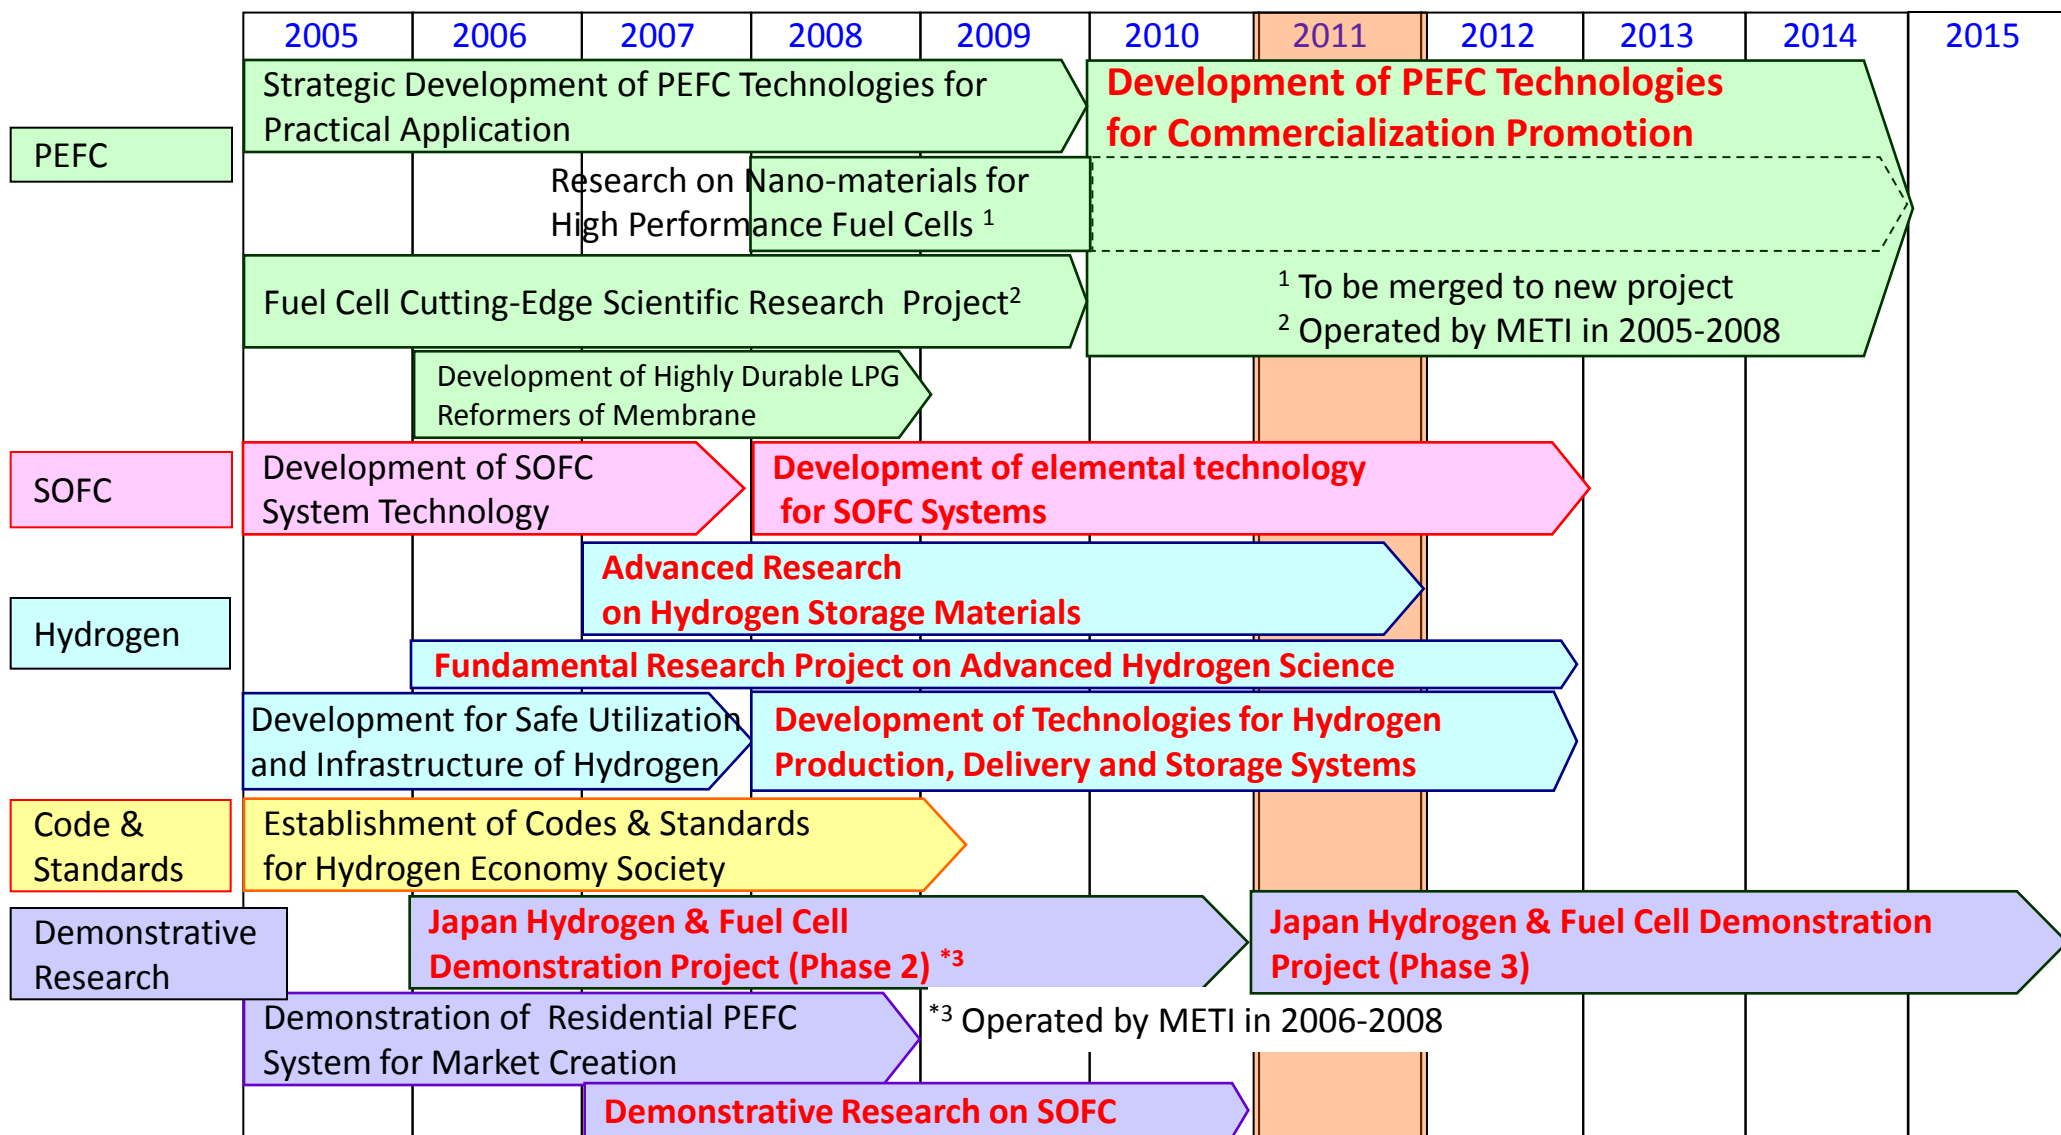 2005 2006 2007 2008 2009 2010 2011 2012 2013 2014 2015
PEFC
Strategic Development of PEFC Technologies for
Practical Application
Development of PEFC Technologies
for Commercialization Promotion
Research on Nano-materials for
High Performance Fuel Cells ¹
Fuel Cell Cutting-Edge Scientific Research Project²
¹ To be merged to new project
² Operated by METI in 2005-2008
Development of Highly Durable LPG
Reformers of Membrane
SOFC
Development of SOFC
System Technology
Development of elemental technology
for SOFC Systems
Hydrogen
Advanced Research
on Hydrogen Storage Materials
Fundamental Research Project on Advanced Hydrogen Science
Development for Safe Utilization
and Infrastructure of Hydrogen
Development of Technologies for Hydrogen
Production, Delivery and Storage Systems
Code &
Standards
Establishment of Codes & Standards
for Hydrogen Economy Society
Demonstrative
Research
Japan Hydrogen & Fuel Cell
Demonstration Project (Phase 2) *³
Japan Hydrogen & Fuel Cell Demonstration
Project (Phase 3)
Demonstration of Residential PEFC
System for Market Creation
*³ Operated by METI in 2006-2008
Demonstrative Research on SOFC